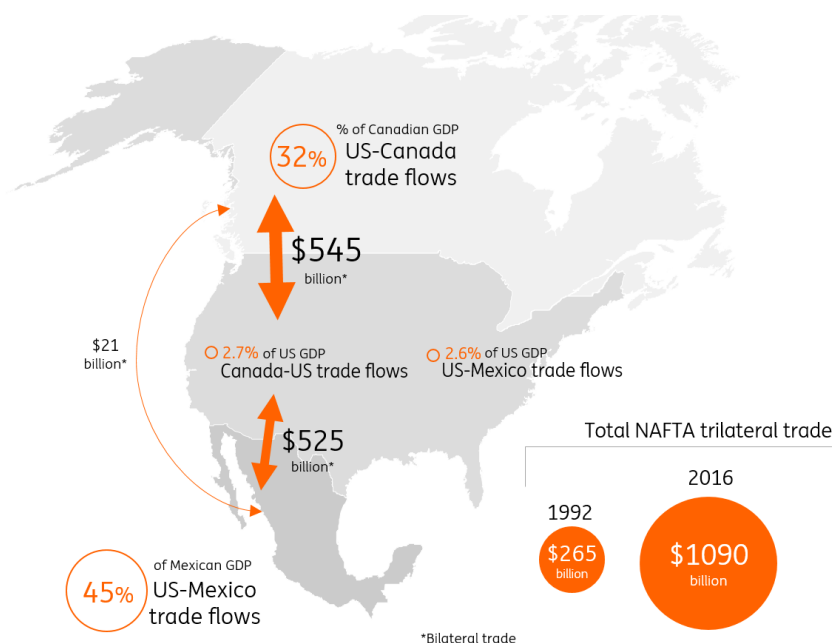 % of Canadian GDP
32%
US-Canada
trade flows
$545
billion*
$21
billion*
2.7% of US GDP
Canada-US trade flows
2.6% of US GDP
US-Mexico trade flows
$525
billion*
Total NAFTA trilateral trade
2016
1992
$265
billion
$1090
billion
of Mexican GDP
45%
US-Mexico
trade flows
*Bilateral trade